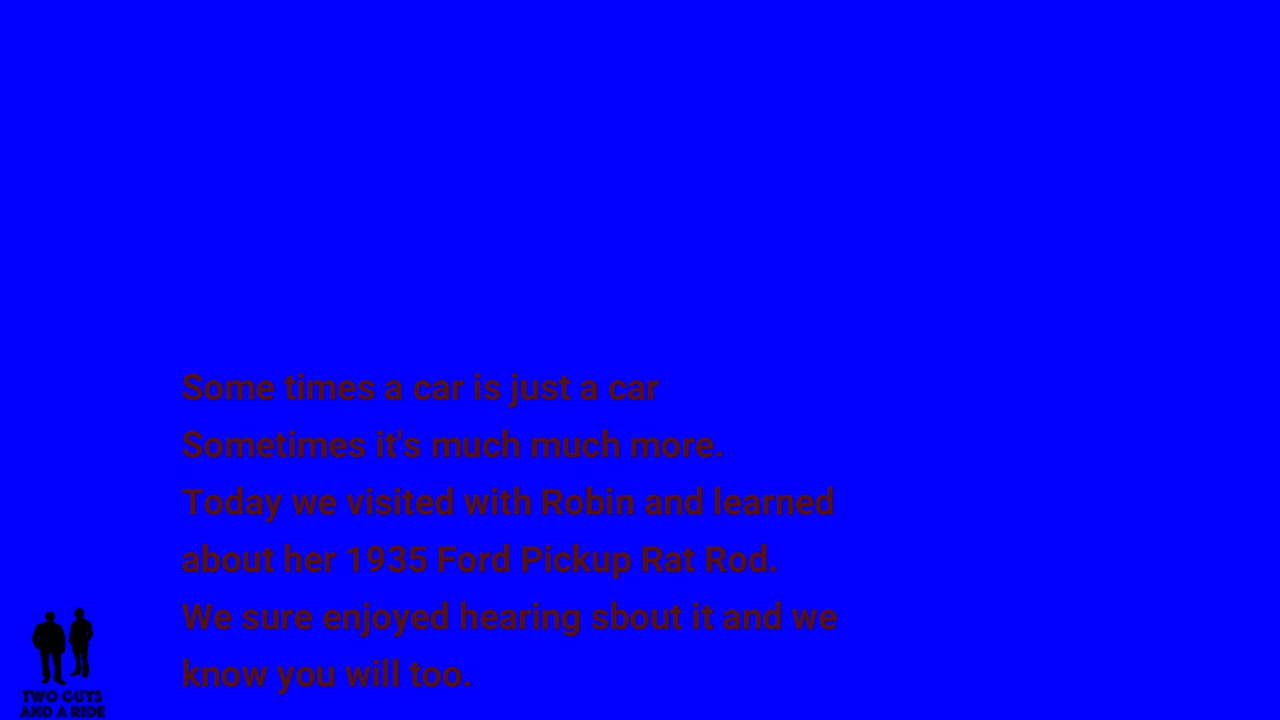 Some times a car is just a car
Sometimes it's much much more.
Today we visited with Robin and learned
about her 1935 Ford Pickup Rat Rod.
We sure enjoyed hearing sbout it and we
know you will too.
TWO GUYS
AND A RIDE